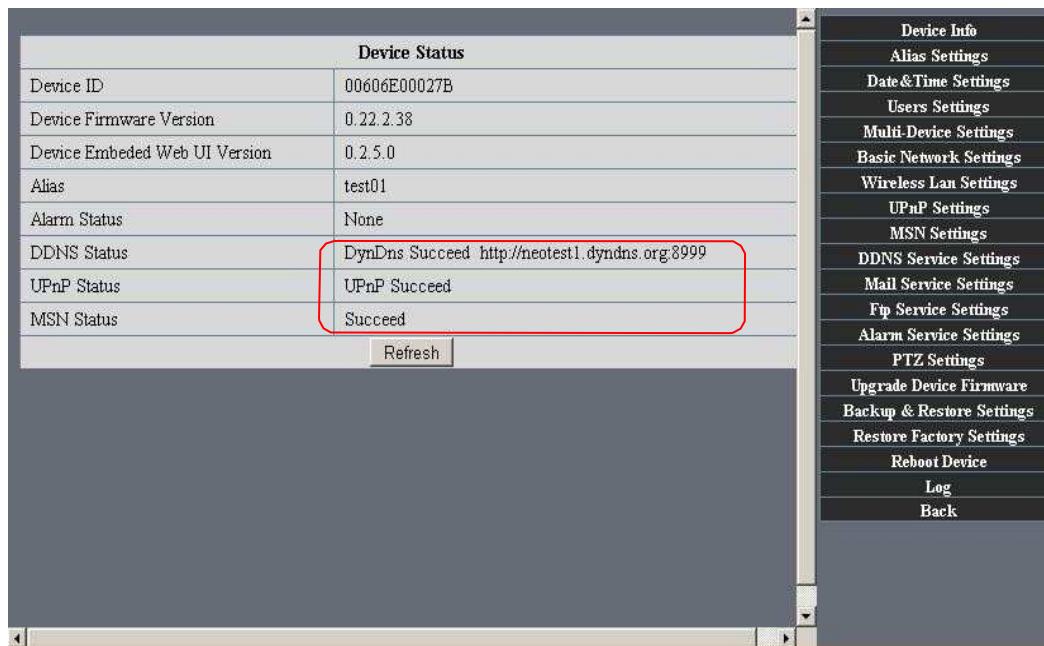 Device Status
Device ID 00606E00027B
Device Firmware Version 0.22.2.38
Device Embeded Web UI Version 0.2.5.0
Alias test01
Alarm Status None
DDNS Status DynDns Succeed http://neotest1.dyndns.org:8999
UPnP Status UPnP Succeed
MSN Status Succeed
Refresh
Device Info
Alias Settings
Date&Time Settings
Users Settings
Multi-Device Settings
Basic Network Settings
Wireless Lan Settings
UPnP Settings
MSN Settings
DDNS Service Settings
Mail Service Settings
Ftp Service Settings
Alarm Service Settings
PTZ Settings
Upgrade Device Firmware
Backup & Restore Settings
Restore Factory Settings
Reboot Device
Log
Back